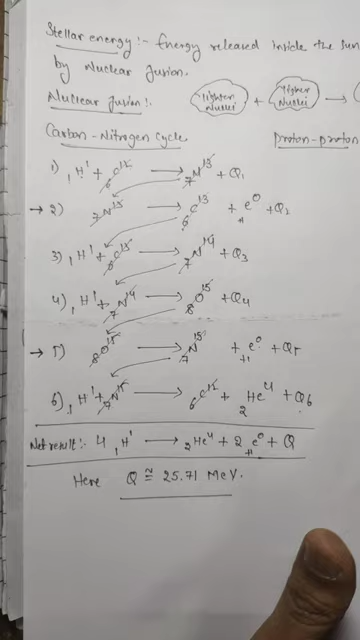 Stellar energy :- Energy released inside the sun
by Nuclear fusion.
Nuclear fusion :- Lighter Nuclei + Lighter Nuclei →
Carbon-Nitrogen Cycle Proton-proton
1) ₁H¹ + ₆C¹² → ₇N¹³ + Q₁
→ 2) ₇N¹³ → ₆C¹³ + ₊₁e⁰ + Q₂
3) ₁H¹ + ₆C¹³ → ₇N¹⁴ + Q₃
4) ₁H¹ + ₇N¹⁴ → ₈O¹⁵ + Q₄
→ 5) ₈O¹⁵ → ₇N¹⁵ + ₊₁e⁰ + Q₅
6) ₁H¹ + ₇N¹⁵ → ₆C¹² + ₂He⁴ + Q₆
Net result :- 4 ₁H¹ → ₂He⁴ + 2 ₊₁e⁰ + Q
Here Q ≅ 25.71 MeV.